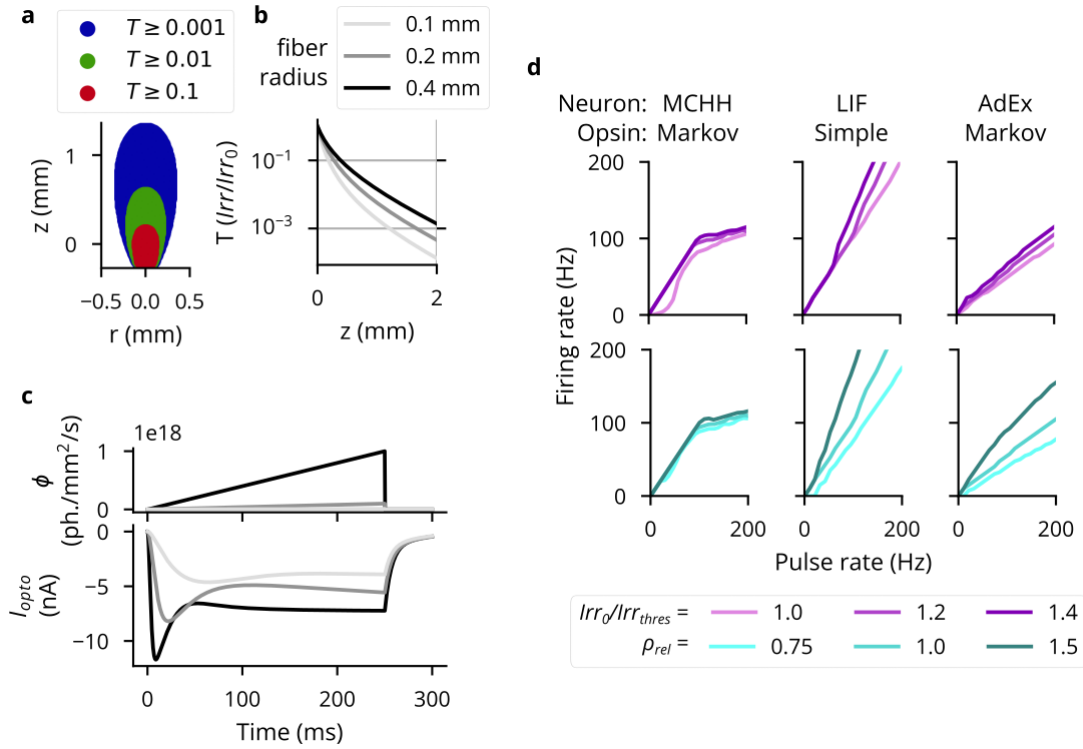 a
T ≥ 0.001
T ≥ 0.01
T ≥ 0.1
z (mm)
1
0
−0.5
0.0
0.5
r (mm)
b
fiber
radius
0.1 mm
0.2 mm
0.4 mm
T (Irr/Irr₀)
10⁻¹
10⁻³
0
2
z (mm)
c
1e18
ϕ
(ph./mm²/s)
1
0
I_opto
(nA)
0
−5
−10
0
100
200
300
Time (ms)
d
Neuron: MCHH LIF AdEx
Opsin: Markov Simple Markov
Firing rate (Hz)
200
100
0
200
100
0
0 200 0 200 0 200
Pulse rate (Hz)
Irr₀/Irr_thres = 1.0 1.2 1.4
ρ_rel = 0.75 1.0 1.5